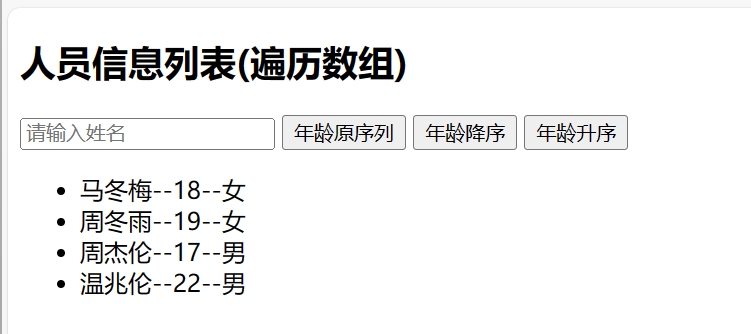 人员信息列表(遍历数组)
请输入姓名 年龄原序列 年龄降序 年龄升序
马冬梅--18--女
周冬雨--19--女
周杰伦--17--男
温兆伦--22--男